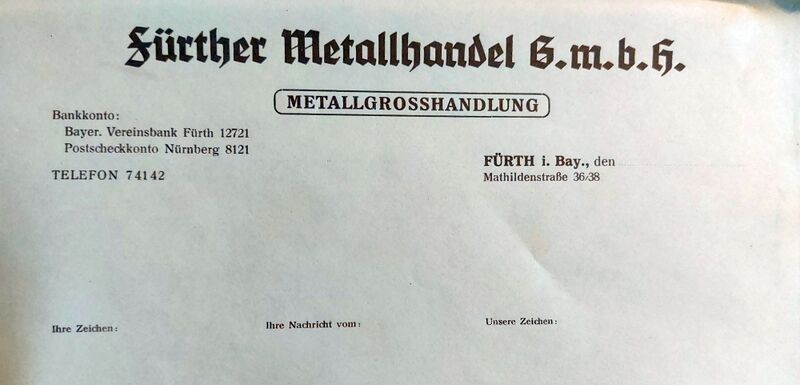 Fürther Metallhandel G.m.b.H.
METALLGROSSHANDLUNG
Bankkonto:
Bayer. Vereinsbank Fürth 12721
Postscheckkonto Nürnberg 8121
TELEFON 74142
FÜRTH i. Bay., den
Mathildenstraße 36/38
Ihre Zeichen:
Ihre Nachricht vom:
Unsere Zeichen: